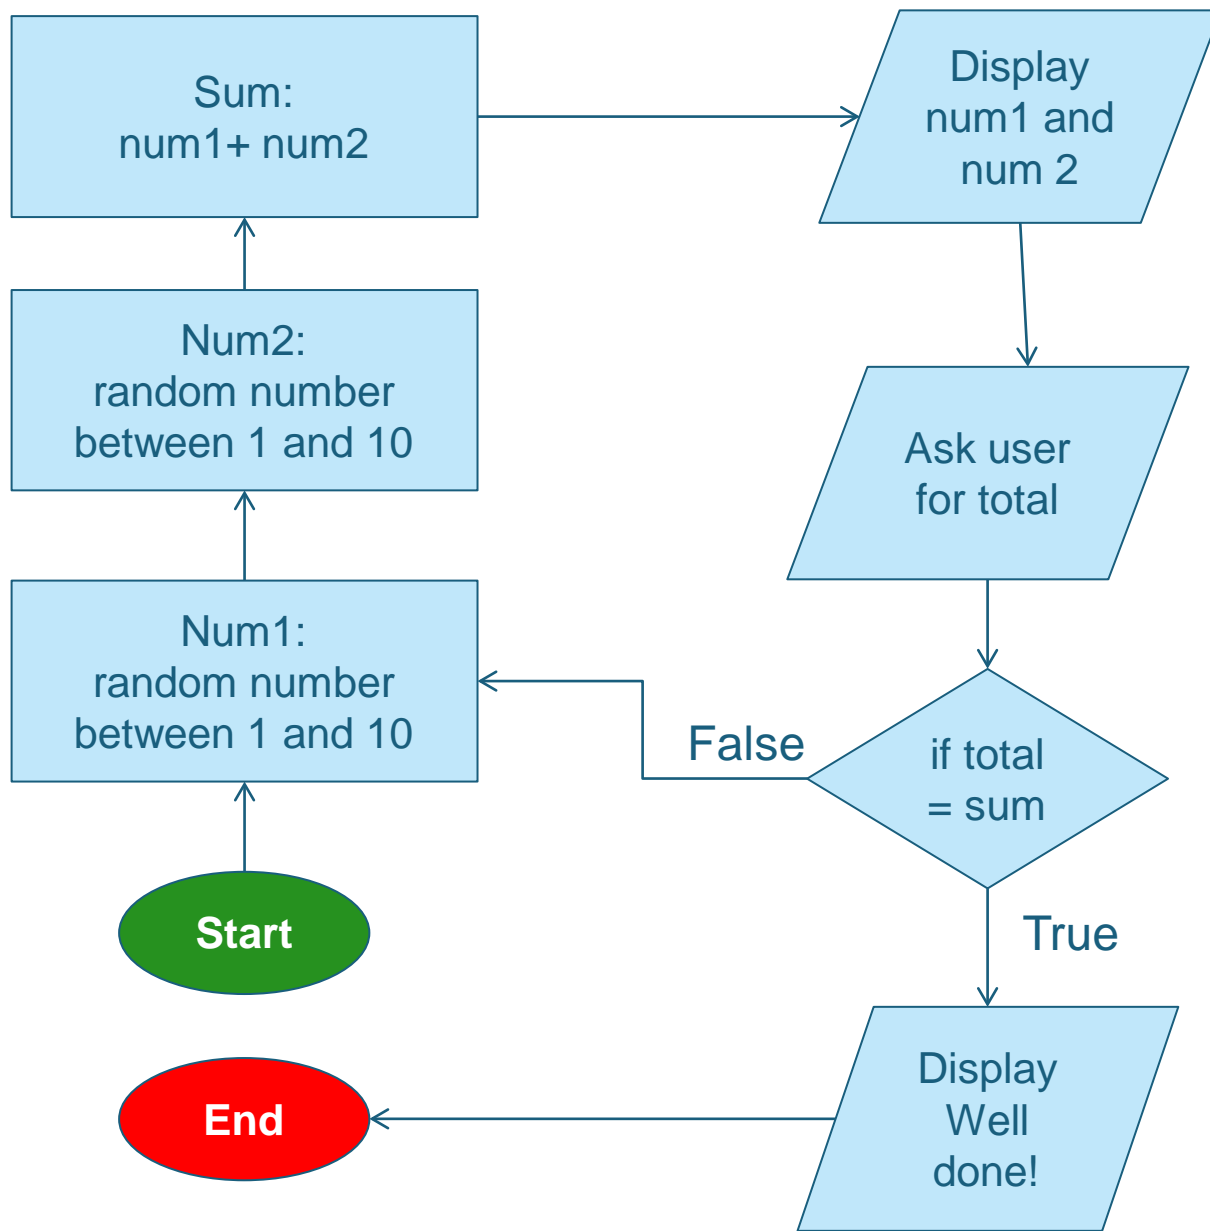 Sum:
num1+ num2
Display
num1 and
num 2
Num2:
random number
between 1 and 10
Ask user
for total
Num1:
random number
between 1 and 10
False
if total
= sum
Start
True
End
Display
Well
done!